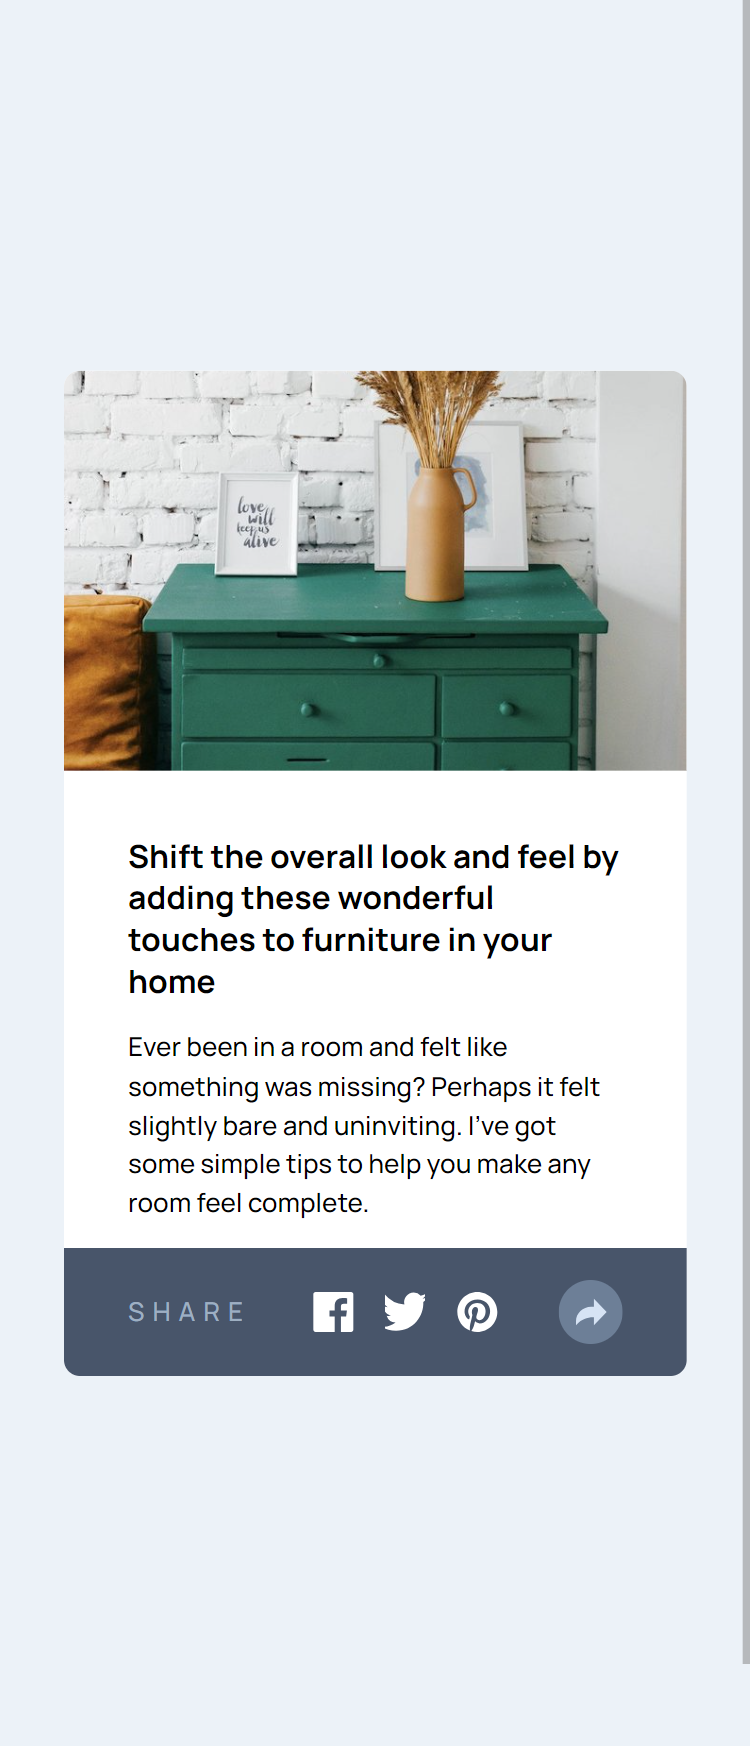 love
will
keep us
alive
Shift the overall look and feel by
adding these wonderful
touches to furniture in your
home
Ever been in a room and felt like
something was missing? Perhaps it felt
slightly bare and uninviting. I’ve got
some simple tips to help you make any
room feel complete.
SHARE